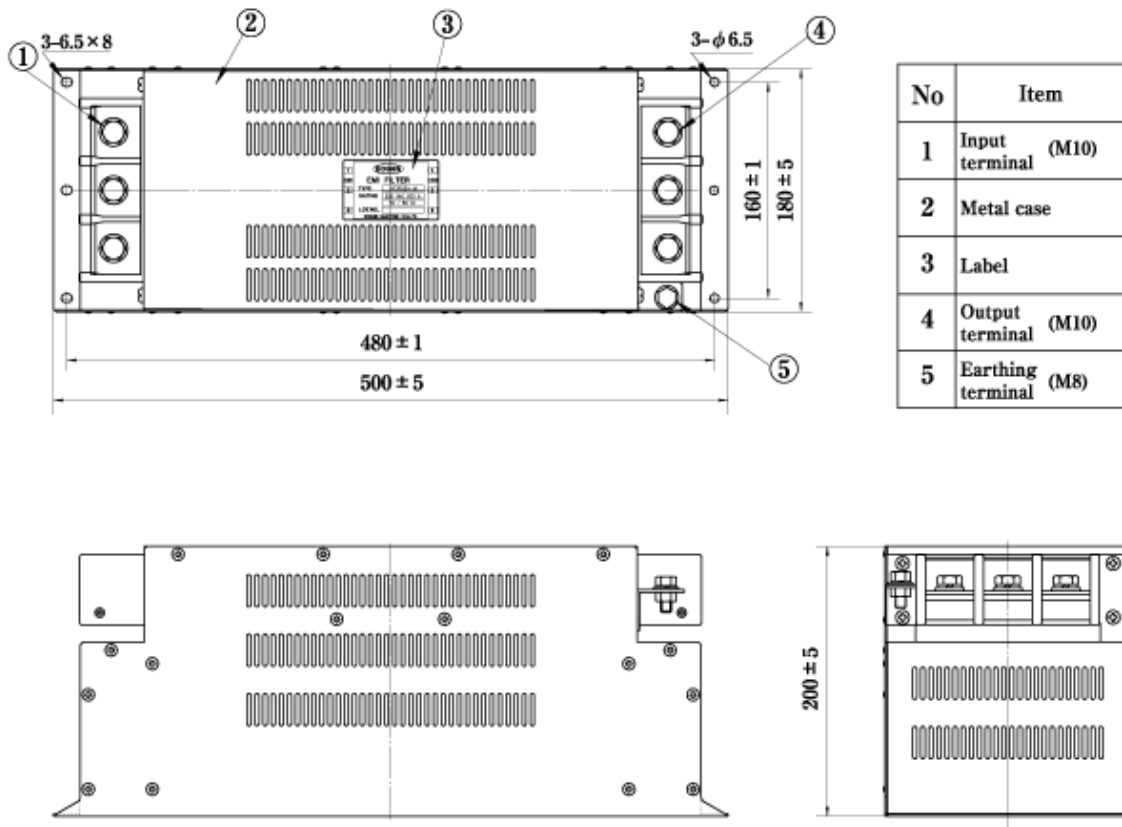 ② ③
① 3-6.5×8 3-φ6.5 ④
EMI FILTER
TYPE
160±1
180±5
480±1
500±5
⑤
No Item
1 Input terminal (M10)
2 Metal case
3 Label
4 Output terminal (M10)
5 Earthing terminal (M8)
200±5